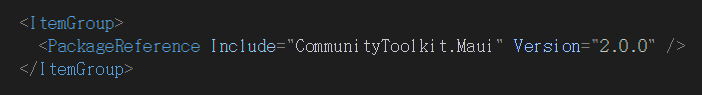 <ItemGroup>
<PackageReference Include="CommunityToolkit.Maui" Version="2.0.0" />
</ItemGroup>